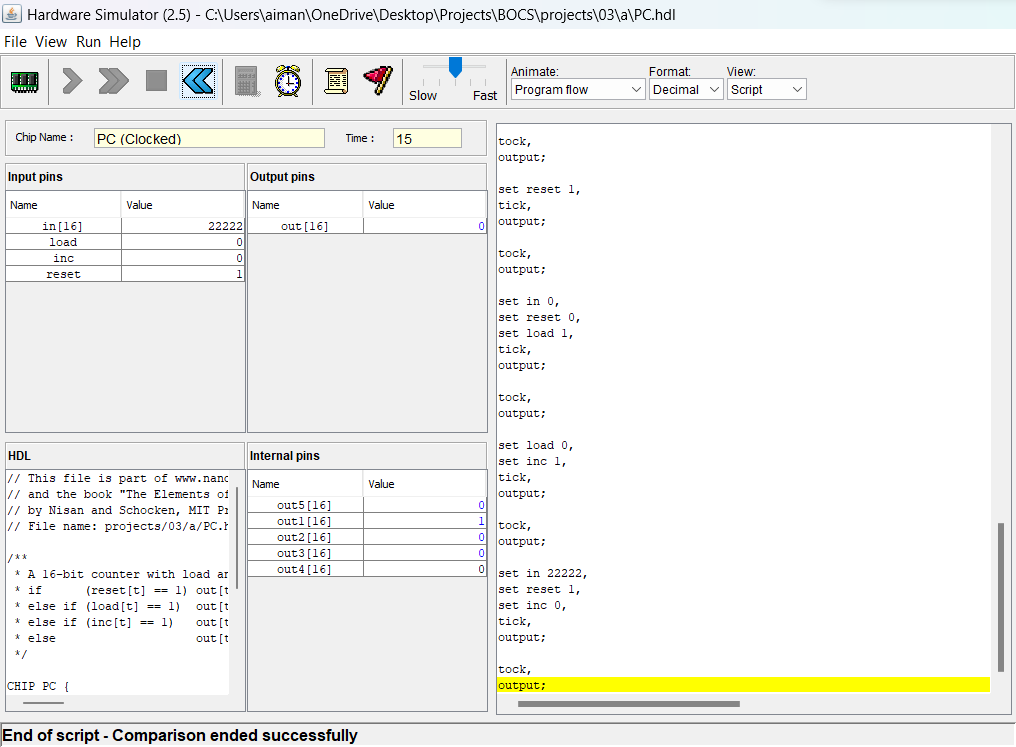 Hardware Simulator (2.5) - C:\Users\aiman\OneDrive\Desktop\Projects\BOCS\projects\03\a\PC.hdl
File View Run Help
Slow Fast
Animate:
Program flow
Format:
Decimal
View:
Script
Chip Name : PC (Clocked) Time : 15
Input pins
Name Value
in[16] 22222
load 0
inc 0
reset 1
Output pins
Name Value
out[16] 0
HDL
// This file is part of www.nand
// and the book "The Elements of
// by Nisan and Schocken, MIT Pr
// File name: projects/03/a/PC.h
/**
* A 16-bit counter with load an
* if (reset[t] == 1) out[t
* else if (load[t] == 1) out[t
* else if (inc[t] == 1) out[t
* else out[t
*/
CHIP PC {
Internal pins
Name Value
out5[16] 0
out1[16] 1
out2[16] 0
out3[16] 0
out4[16] 0
tock,
output;
set reset 1,
tick,
output;
tock,
output;
set in 0,
set reset 0,
set load 1,
tick,
output;
tock,
output;
set load 0,
set inc 1,
tick,
output;
tock,
output;
set in 22222,
set reset 1,
set inc 0,
tick,
output;
tock,
output;
End of script - Comparison ended successfully